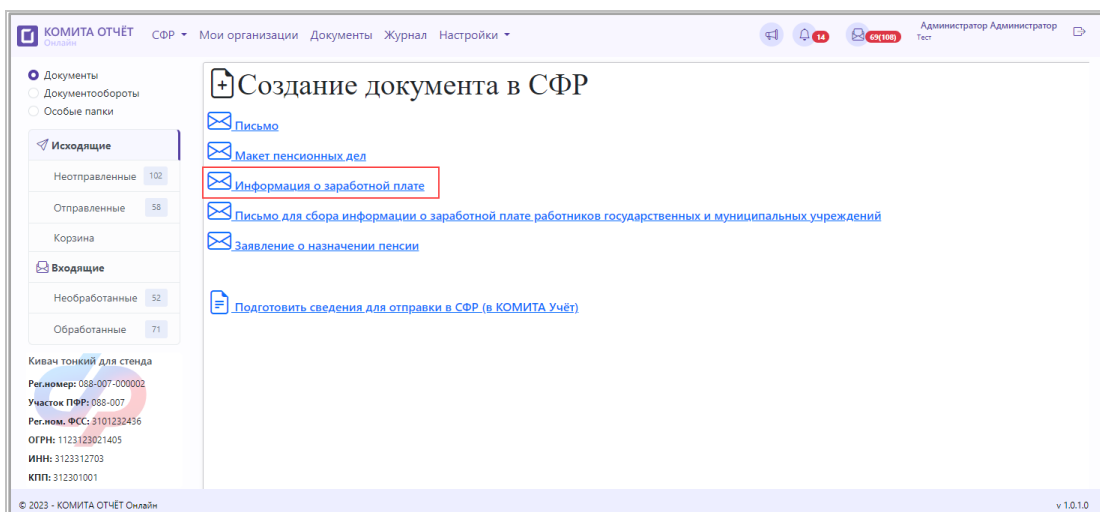 КОМИТА ОТЧЁТ
Онлайн
СФР Мои организации Документы Журнал Настройки
14
69(108)
Администратор Администратор
Тест
Документы
Документообороты
Особые папки
Исходящие
Неотправленные 102
Отправленные 58
Корзина
Входящие
Необработанные 52
Обработанные 71
Кивач тонкий для стенда
Рег.номер: 088-007-000002
Участок ПФР: 088-007
Рег.ном. ФСС: 3101232436
ОГРН: 1123123021405
ИНН: 3123312703
КПП: 312301001
Создание документа в СФР
Письмо
Макет пенсионных дел
Информация о заработной плате
Письмо для сбора информации о заработной плате работников государственных и муниципальных учреждений
Заявление о назначении пенсии
Подготовить сведения для отправки в СФР (в КОМИТА Учёт)
© 2023 - КОМИТА ОТЧЁТ Онлайн
v 1.0.1.0